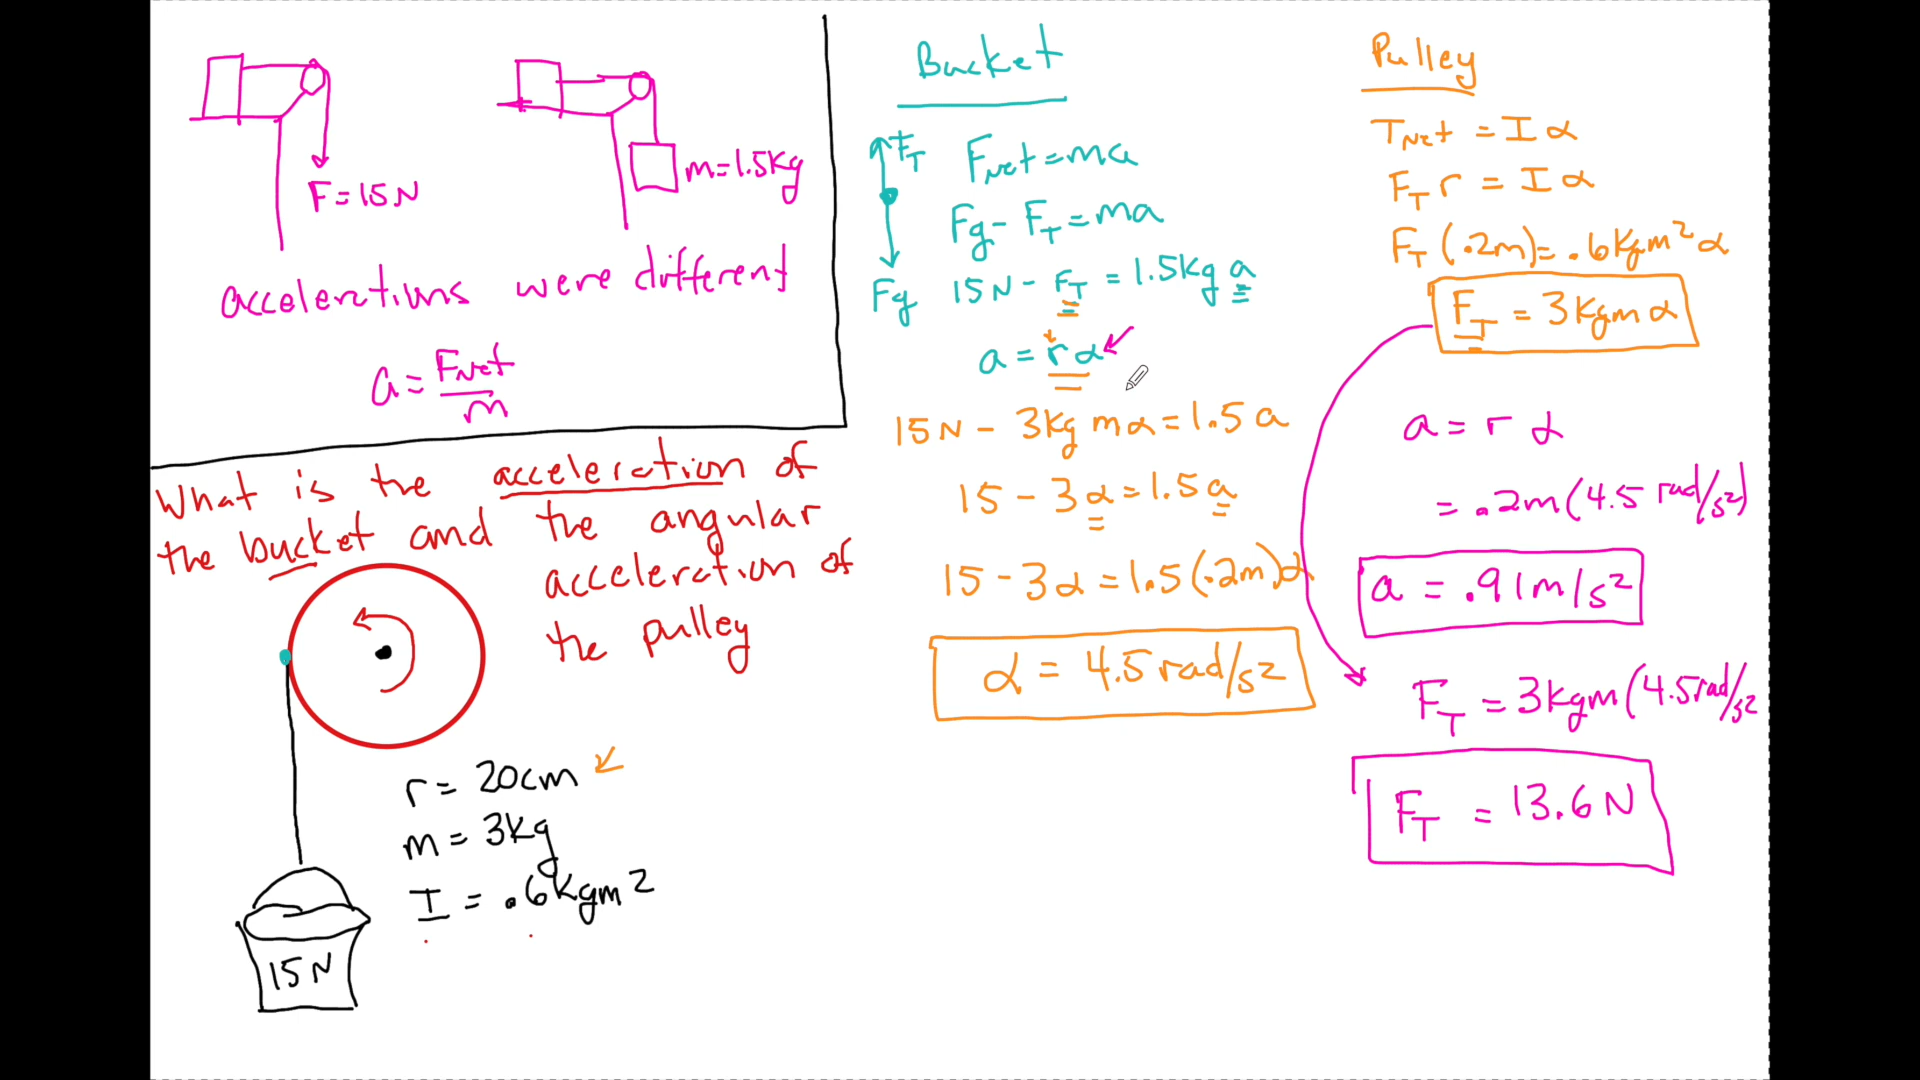 F = 15N
m = 1.5kg
accelerations were different
a = FNet / m
What is the acceleration of
the bucket and the angular
acceleration of
the pulley
r = 20cm
m = 3kg
I = .6kgm²
15N
Bucket
FT
Fg
FNet = ma
Fg - FT = ma
15N - FT = 1.5kg a
a = rα
15N - 3kg mα = 1.5 a
15 - 3α = 1.5a
15 - 3α = 1.5(.2m)α
α = 4.5 rad/s²
Pulley
TNet = Iα
FT r = Iα
FT (.2m) = .6kgm² α
FT = 3kgm α
a = r α
= .2m(4.5 rad/s²)
a = .91m/s²
FT = 3kgm(4.5rad/s²
FT = 13.6N